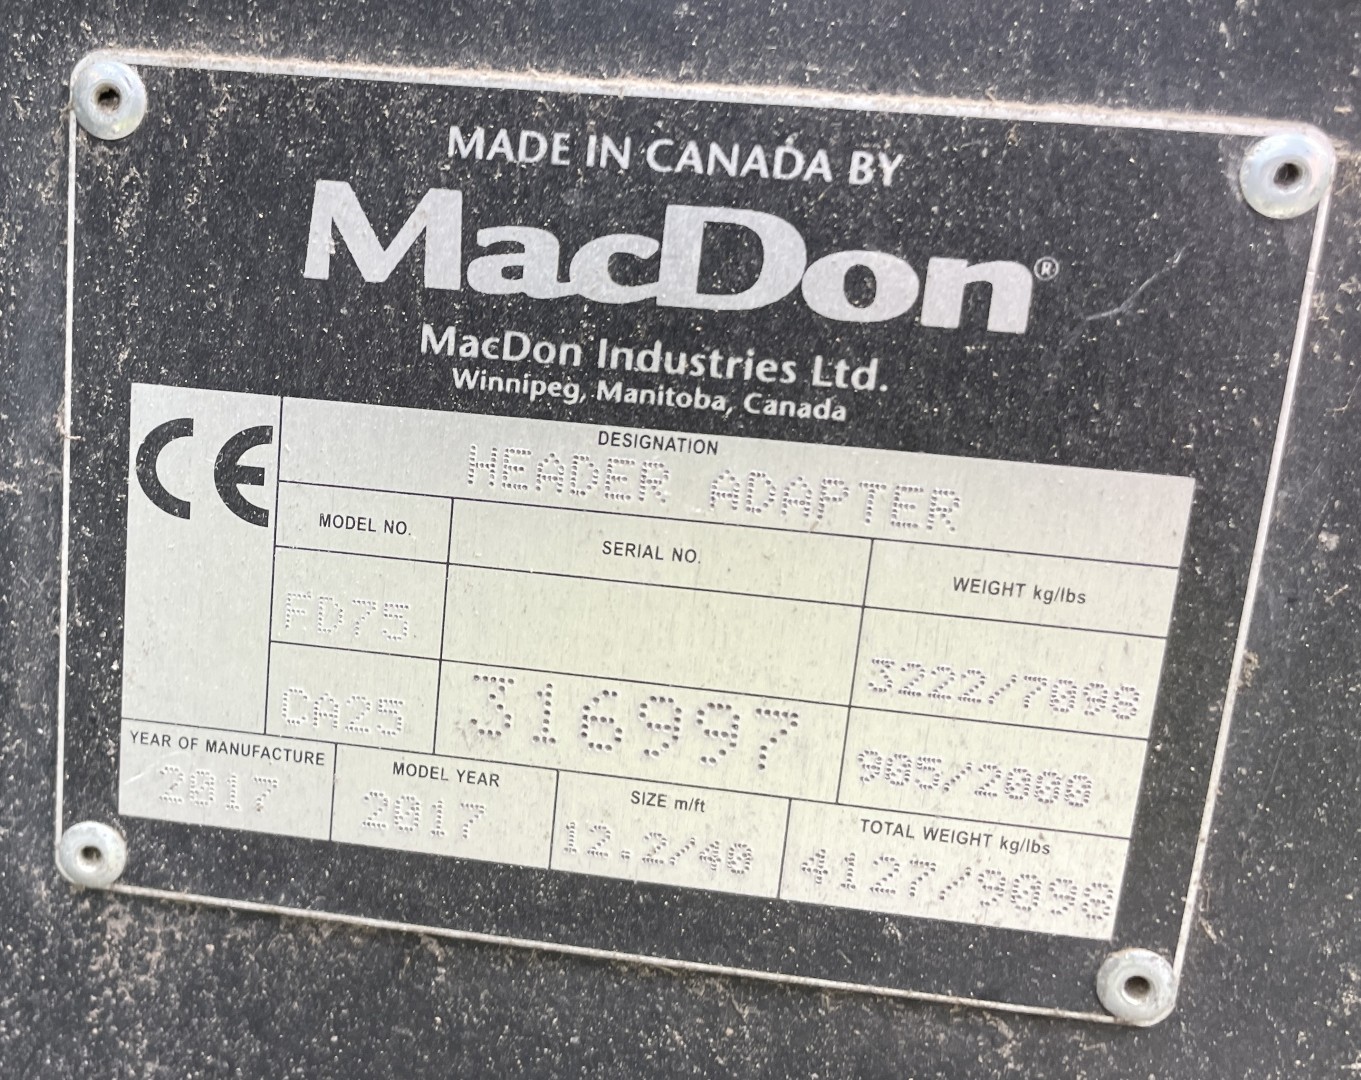 MADE IN CANADA BY
MacDon®
MacDon Industries Ltd.
Winnipeg, Manitoba, Canada
CE
DESIGNATION
HEADER ADAPTER
MODEL NO. SERIAL NO. WEIGHT kg/lbs
FD75 3222/7098
CA25 316997 905/2000
YEAR OF MANUFACTURE MODEL YEAR SIZE m/ft TOTAL WEIGHT kg/lbs
2017 2017 12.2/40 4127/9098